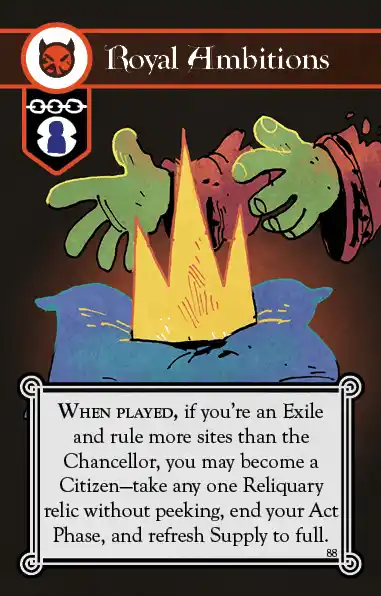 Royal Ambitions
WHEN PLAYED, if you're an Exile
and rule more sites than the
Chancellor, you may become a
Citizen—take any one Reliquary
relic without peeking, end your Act
Phase, and refresh Supply to full.
88